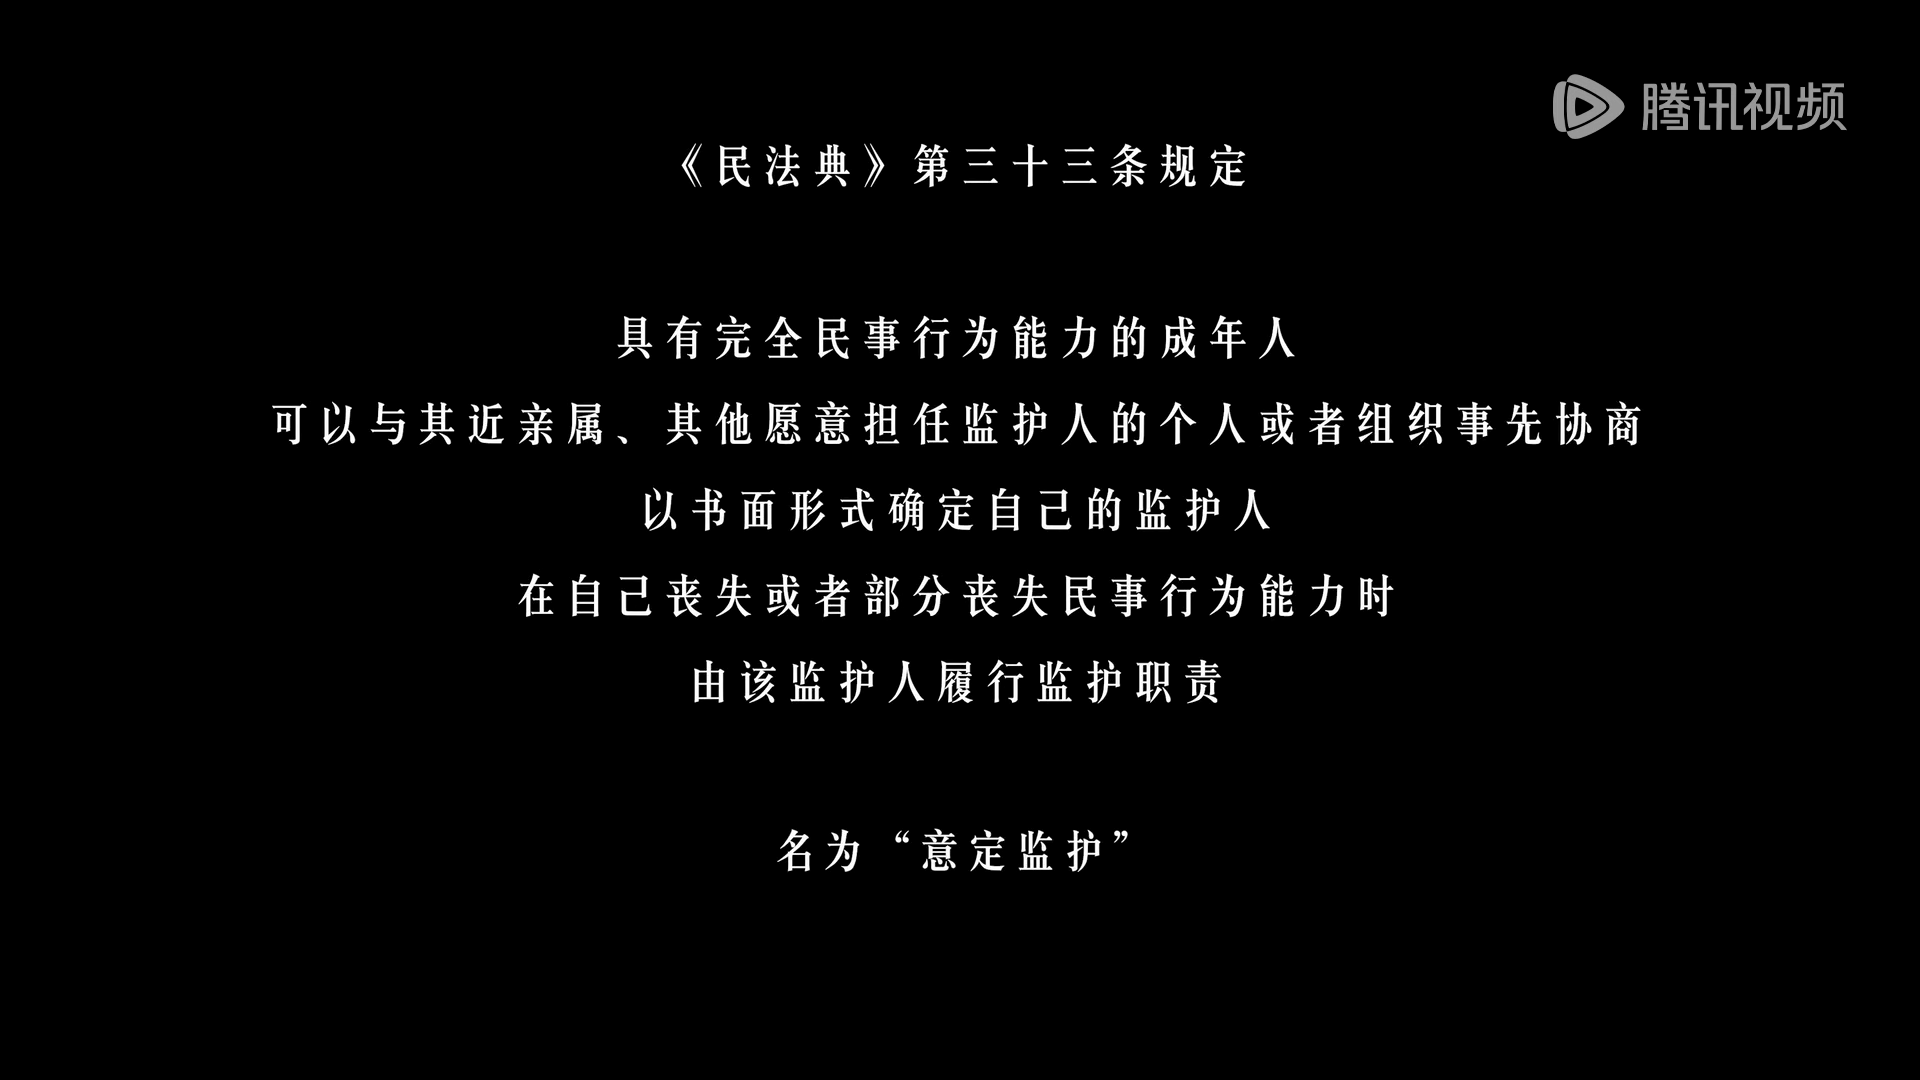 腾讯视频
《民法典》第三十三条规定
具有完全民事行为能力的成年人
可以与其近亲属、其他愿意担任监护人的个人或者组织事先协商
以书面形式确定自己的监护人
在自己丧失或者部分丧失民事行为能力时
由该监护人履行监护职责
名为“意定监护”